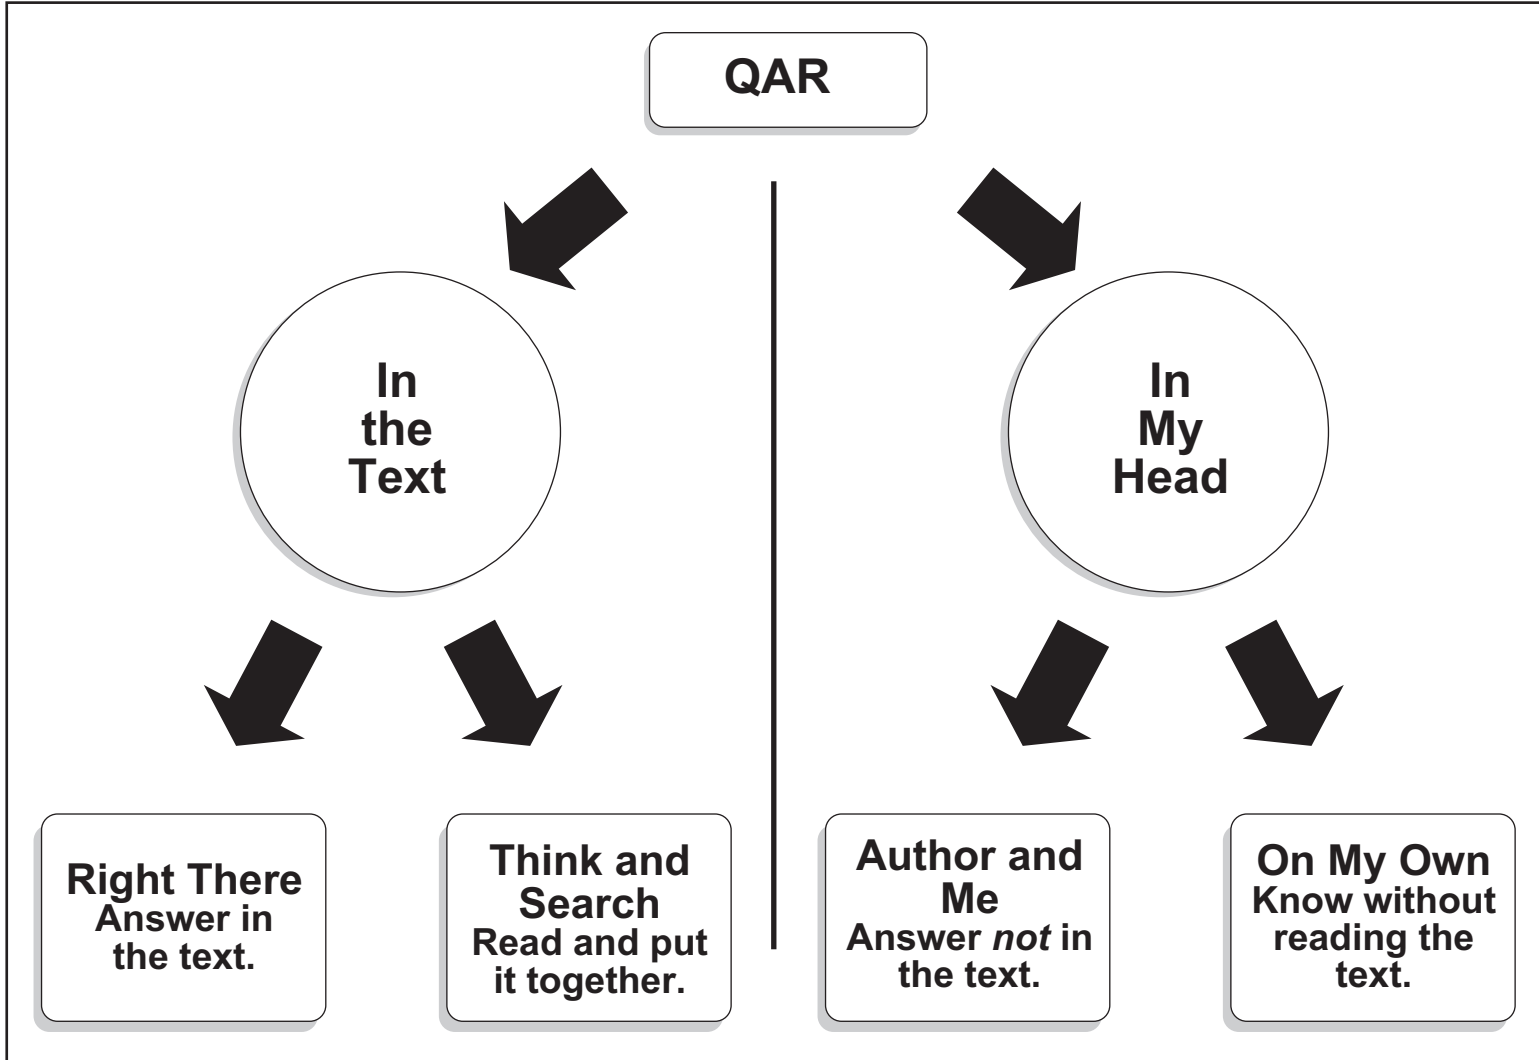 QAR
In
the
Text
In
My
Head
Right There
Answer in
the text.
Think and
Search
Read and put
it together.
Author and
Me
Answer not in
the text.
On My Own
Know without
reading the
text.